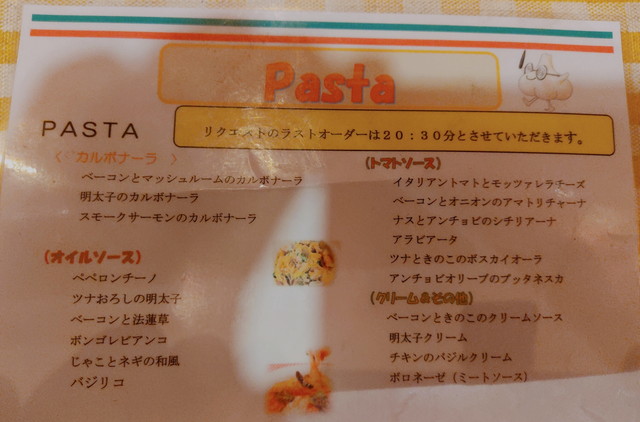 Pasta
PASTA
リクエストのラストオーダーは20:30分とさせていただきます。
〈 カルボナーラ 〉
ベーコンとマッシュルームのカルボナーラ
明太子のカルボナーラ
スモークサーモンのカルボナーラ
(オイルソース)
ペペロンチーノ
ツナおろしの明太子
ベーコンと法蓮草
ボンゴレビアンコ
じゃことネギの和風
バジリコ
(トマトソース)
イタリアントマトとモッツァレラチーズ
ベーコンとオニオンのアマトリチャーナ
ナスとアンチョビのシチリアーナ
アラビアータ
ツナときのこのボスカイオーラ
アンチョビオリーブのプッタネスカ
(クリーム&その他)
ベーコンときのこのクリームソース
明太子クリーム
チキンのバジルクリーム
ボロネーゼ(ミートソース)